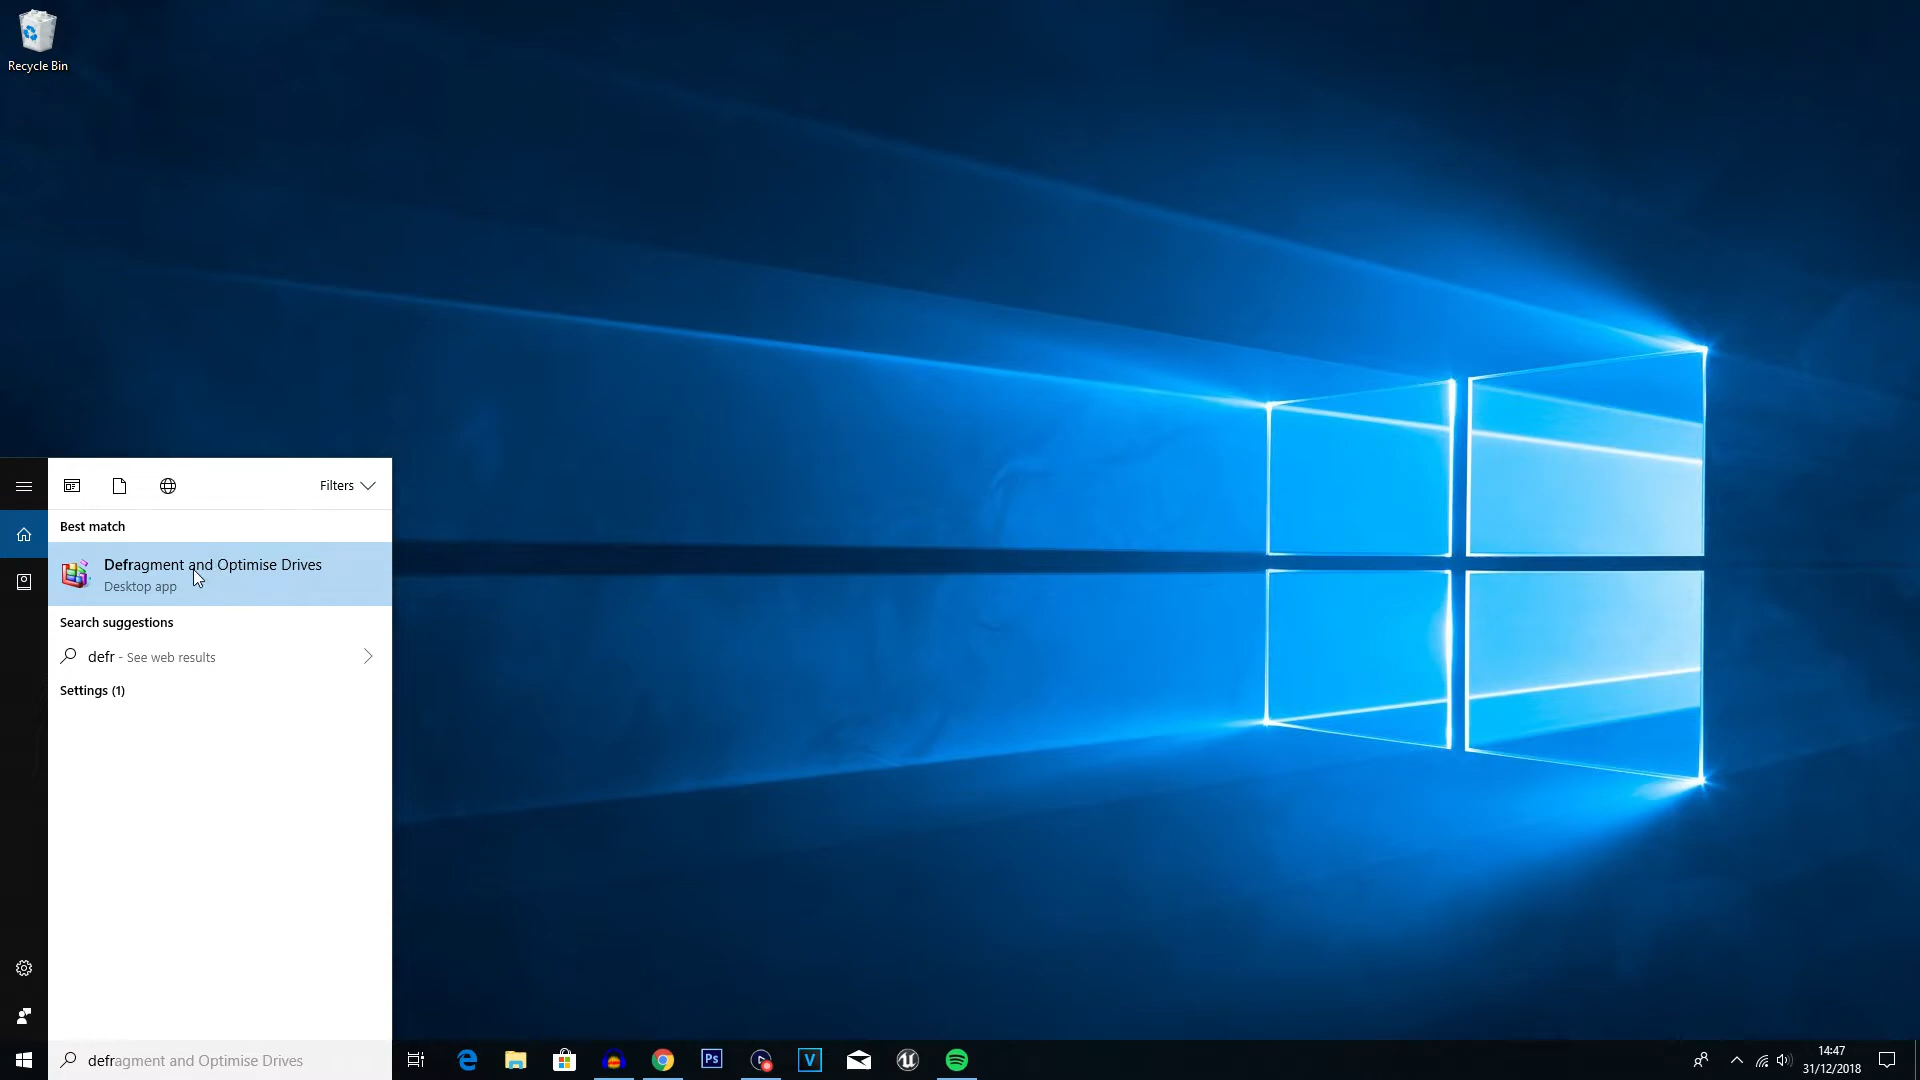 Recycle Bin
Filters
Best match
Defragment and Optimise Drives
Desktop app
Search suggestions
defr - See web results
Settings (1)
defragment and Optimise Drives
Ps
V
14:47
31/12/2018